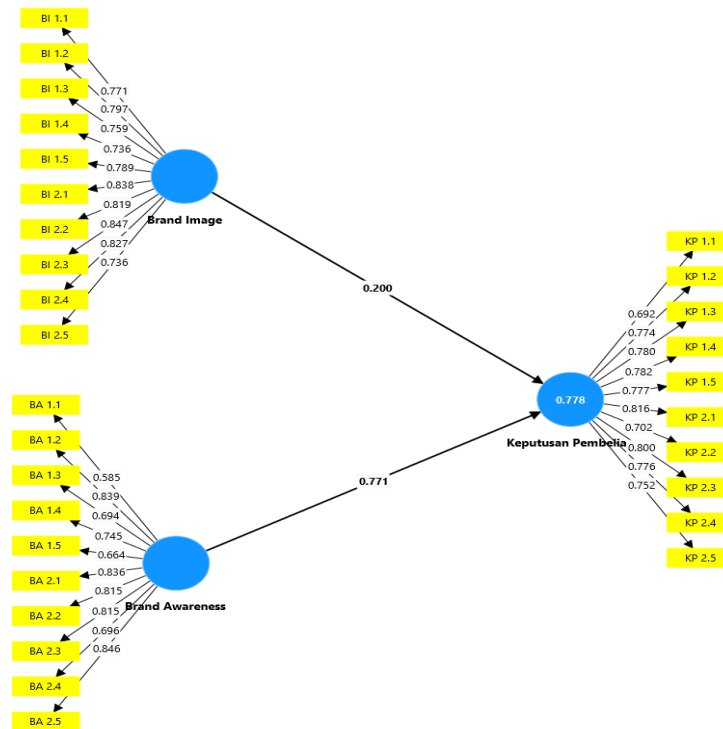 BI 1.1
BI 1.2
BI 1.3
BI 1.4
BI 1.5
BI 2.1
BI 2.2
BI 2.3
BI 2.4
BI 2.5
0.771
0.797
0.759
0.736
0.789
0.838
0.819
0.847
0.827
0.736
Brand Image
0.200
BA 1.1
BA 1.2
BA 1.3
BA 1.4
BA 1.5
BA 2.1
BA 2.2
BA 2.3
BA 2.4
BA 2.5
0.585
0.839
0.694
0.745
0.664
0.836
0.815
0.815
0.696
0.846
Brand Awareness
0.771
0.778
Keputusan Pembelia
0.692
0.774
0.780
0.782
0.777
0.816
0.702
0.800
0.776
0.752
KP 1.1
KP 1.2
KP 1.3
KP 1.4
KP 1.5
KP 2.1
KP 2.2
KP 2.3
KP 2.4
KP 2.5